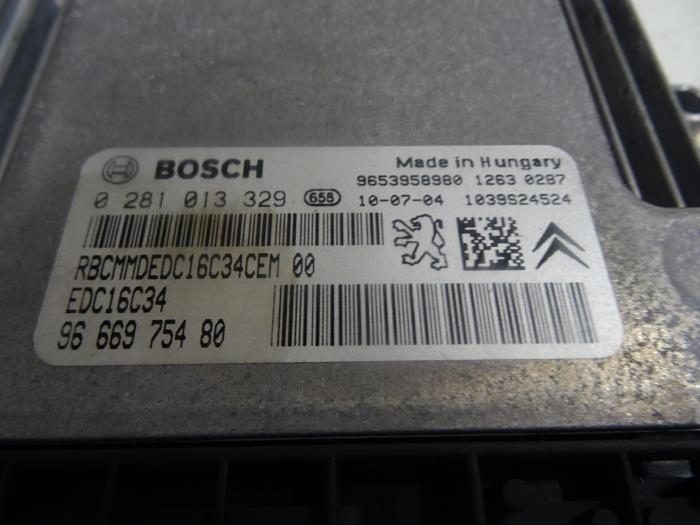 BOSCH
Made in Hungary
9653958980 1263 0287
0 281 013 329 658 10-07-04 1039S24524
RBCMMDEDC16C34CEM 00
EDC16C34
96 669 754 80